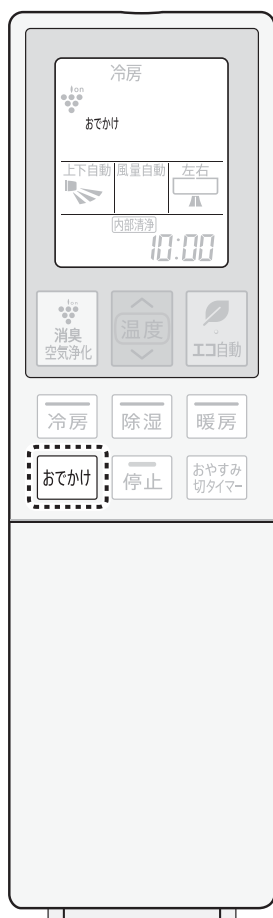 冷房
ion
おでかけ
上下自動 風量自動 左右
内部清浄
10:00
ion
消臭
空気浄化
温度
エコ自動
冷房 除湿 暖房
おでかけ 停止 おやすみ
切タイマー